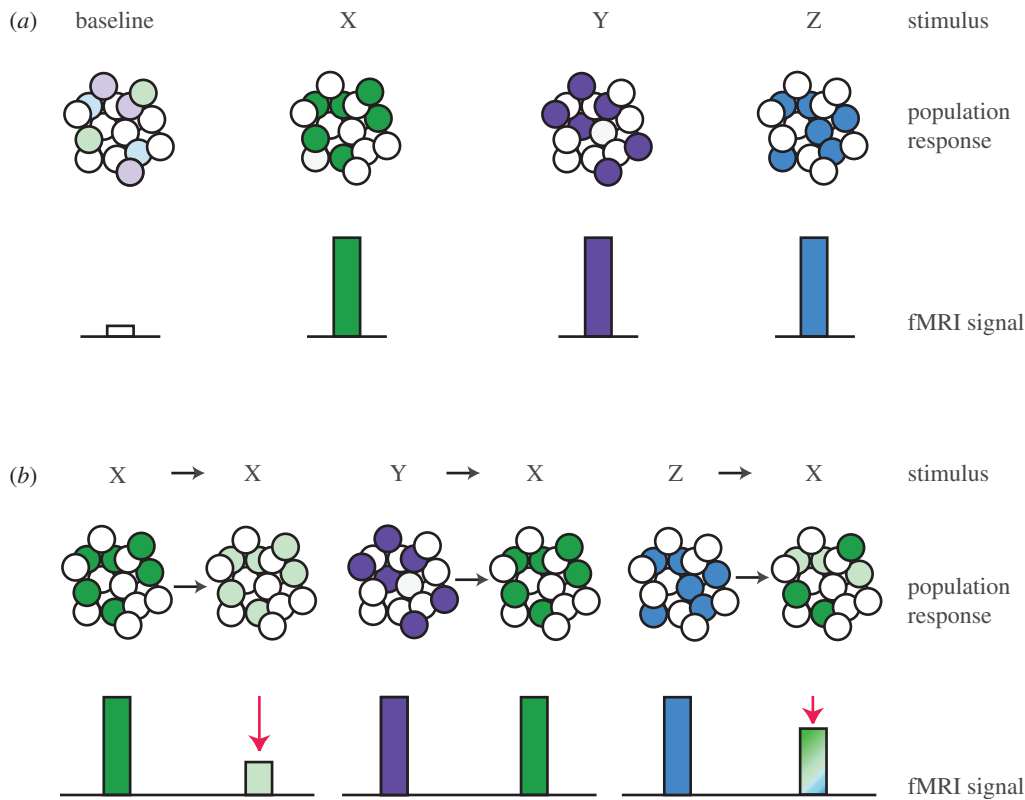 (a) baseline X Y Z stimulus
population
response
fMRI signal
(b) X X Y X Z X stimulus
population
response
fMRI signal